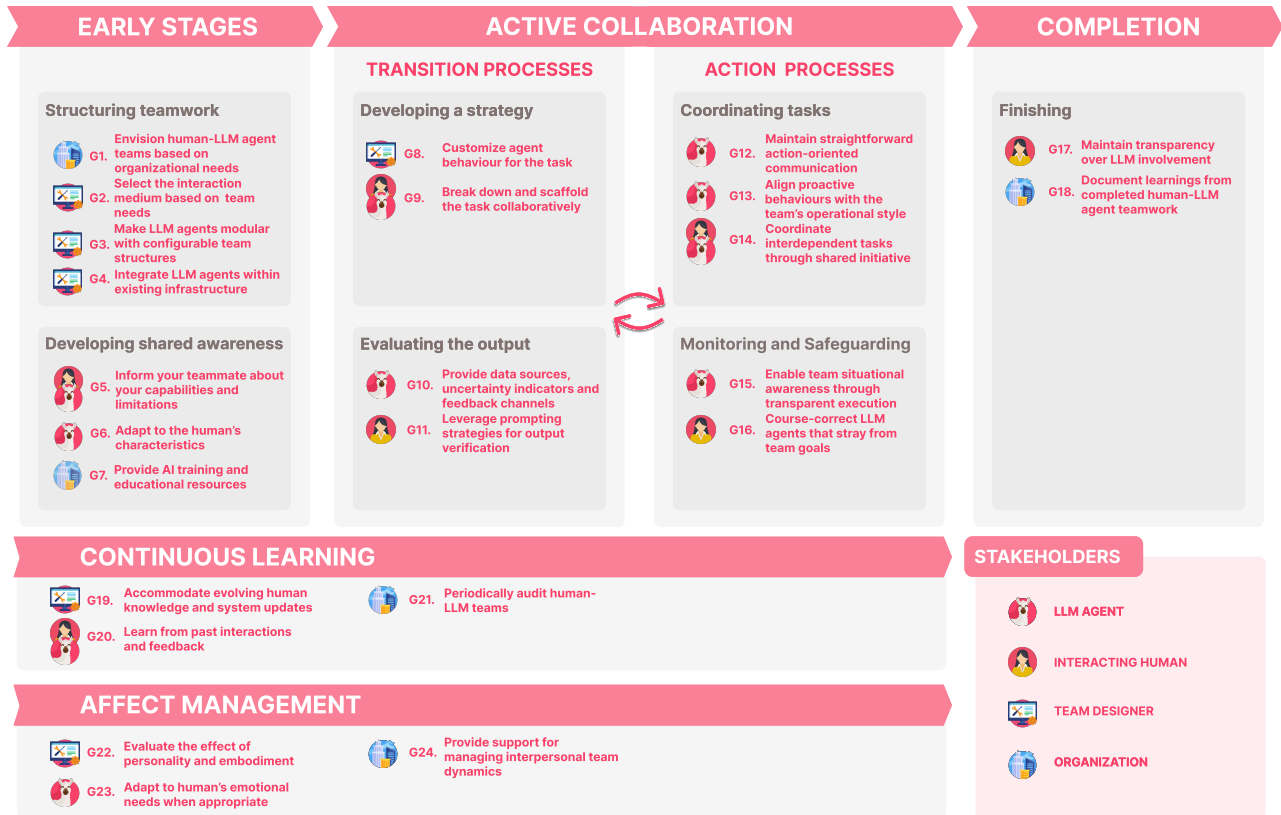 EARLY STAGES
ACTIVE COLLABORATION
COMPLETION
TRANSITION PROCESSES
ACTION PROCESSES
Structuring teamwork
G1. Envision human-LLM agent
teams based on
organizational needs
G2. Select the interaction
medium based on team
needs
G3. Make LLM agents modular
with configurable team
structures
G4. Integrate LLM agents within
existing infrastructure
Developing shared awareness
G5. Inform your teammate about
your capabilities and
limitations
G6. Adapt to the human's
characteristics
G7. Provide AI training and
educational resources
Developing a strategy
G8. Customize agent
behaviour for the task
G9. Break down and scaffold
the task collaboratively
Evaluating the output
G10. Provide data sources,
uncertainty indicators and
feedback channels
G11. Leverage prompting
strategies for output
verification
Coordinating tasks
G12. Maintain straightforward
action-oriented
communication
G13. Align proactive
behaviours with the
team's operational style
G14. Coordinate
interdependent tasks
through shared initiative
Monitoring and Safeguarding
G15. Enable team situational
awareness through
transparent execution
G16. Course-correct LLM
agents that stray from
team goals
Finishing
G17. Maintain transparency
over LLM involvement
G18. Document learnings from
completed human-LLM
agent teamwork
CONTINUOUS LEARNING
G19. Accommodate evolving human
knowledge and system updates
G20. Learn from past interactions
and feedback
G21. Periodically audit human-
LLM teams
AFFECT MANAGEMENT
G22. Evaluate the effect of
personality and embodiment
G23. Adapt to human's emotional
needs when appropriate
G24. Provide support for
managing interpersonal team
dynamics
STAKEHOLDERS
LLM AGENT
INTERACTING HUMAN
TEAM DESIGNER
ORGANIZATION